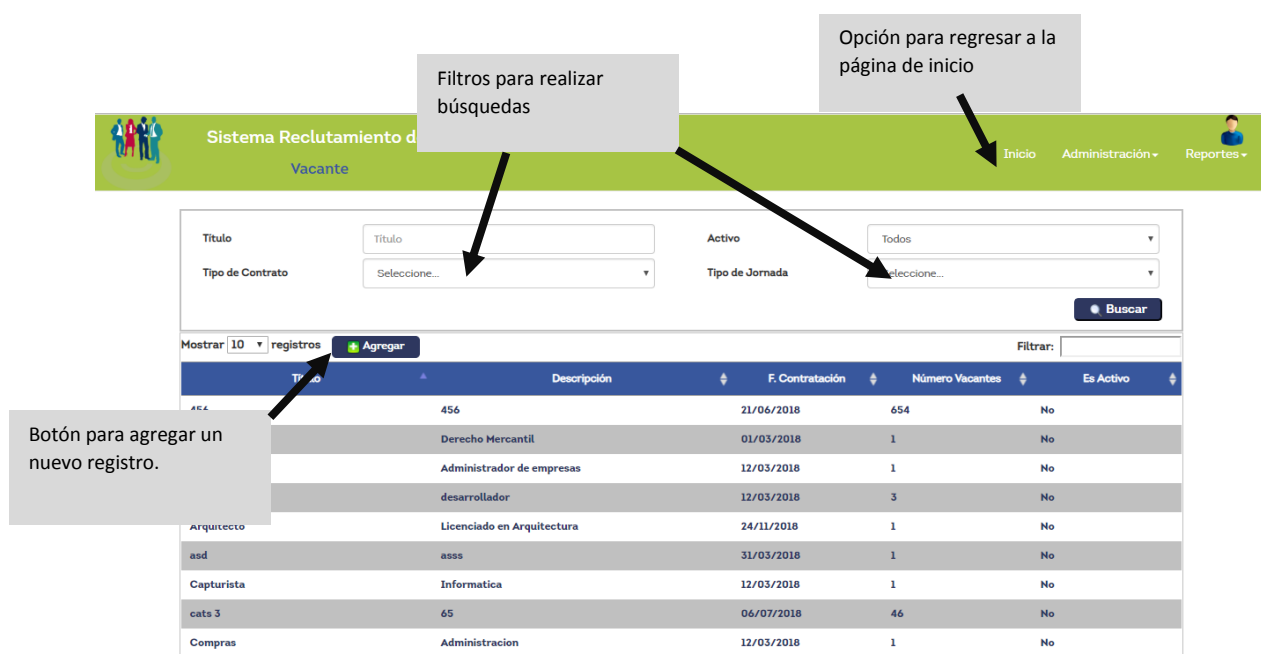 Opción para regresar a la
página de inicio
Filtros para realizar
búsquedas
Sistema Reclutamiento d
Vacante
Inicio Administración Reportes
Título Título Activo Todos
Tipo de Contrato Seleccione... Tipo de Jornada eleccione...
Buscar
Mostrar 10 registros Agregar Filtrar:
Descripción F. Contratación Número Vacantes Es Activo
456 456 21/06/2018 654 No
Botón para agregar un
nuevo registro.
Derecho Mercantil 01/03/2018 1 No
Administrador de empresas 12/03/2018 1 No
desarrollador 12/03/2018 3 No
Arquitecto Licenciado en Arquitectura 24/11/2018 1 No
asd asss 31/03/2018 1 No
Capturista Informatica 12/03/2018 1 No
cats 3 65 06/07/2018 46 No
Compras Administracion 12/03/2018 1 No